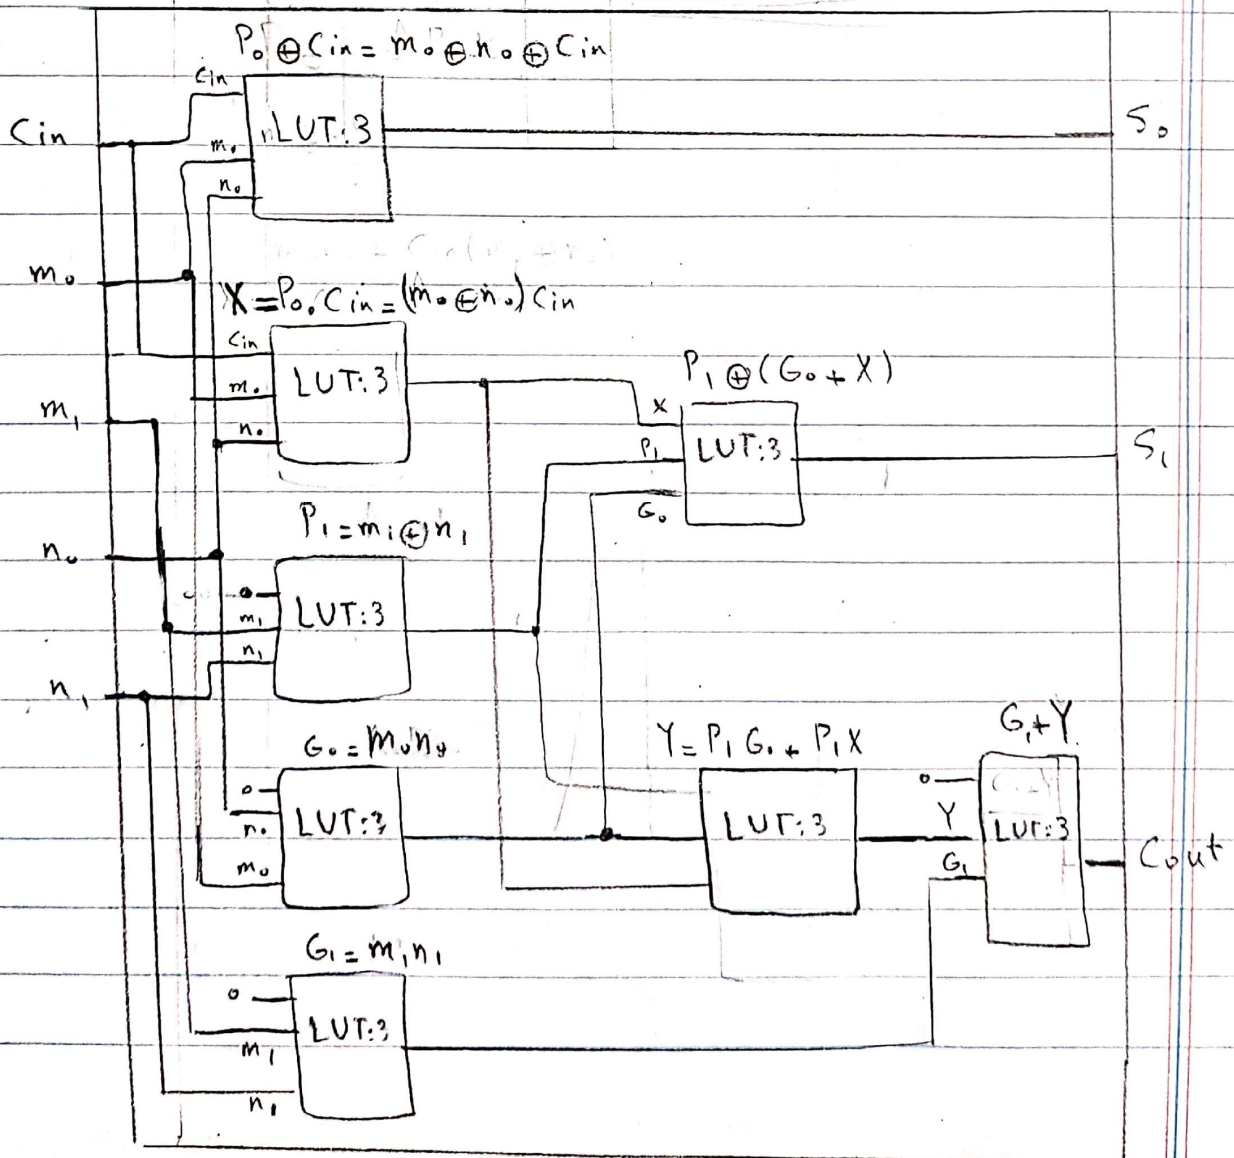 P₀ ⊕ Cin = m₀ ⊕ n₀ ⊕ Cin
Cin
Cin
m₀
n₀
LUT:3
S₀
m₀
X = P₀.Cin = (m₀ ⊕ n₀) Cin
Cin
m₀
n₀
LUT:3
P₁ ⊕ (G₀ + X)
m₁
X
P₁
G₀
LUT:3
S₁
P₁ = m₁ ⊕ n₁
n₀
0
m₁
n₁
LUT:3
n₁
G₀ = m₀n₀
0
n₀
m₀
LUT:3
Y = P₁ G₀ + P₁ X
LUT:3
G₁ + Y
0
Y
G₁
LUT:3
Cout
G₁ = m₁n₁
0
m₁
n₁
LUT:3